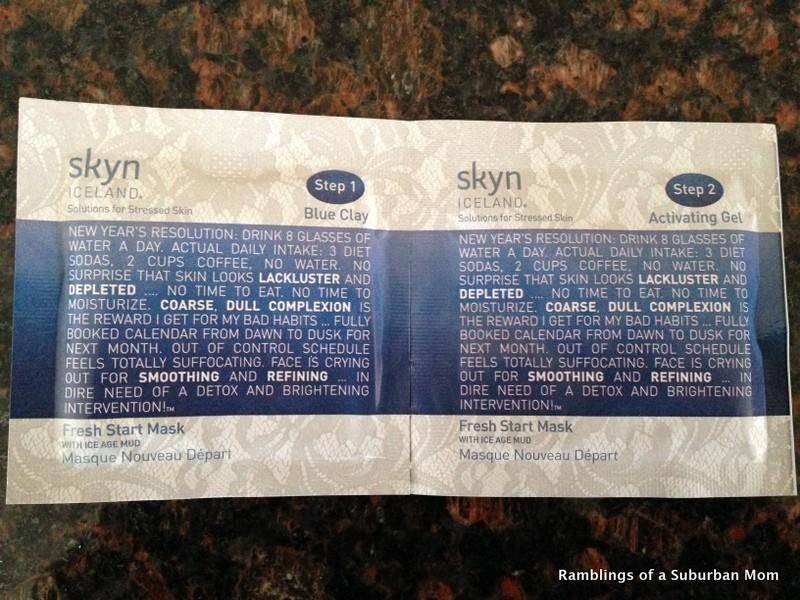 skyn
ICELAND®
Solutions for Stressed Skin
Step 1
Blue Clay
NEW YEAR'S RESOLUTION: DRINK 8 GLASSES OF
WATER A DAY. ACTUAL DAILY INTAKE: 3 DIET
SODAS, 2 CUPS COFFEE, NO WATER. NO
SURPRISE THAT SKIN LOOKS LACKLUSTER AND
DEPLETED .... NO TIME TO EAT. NO TIME TO
MOISTURIZE. COARSE, DULL COMPLEXION IS
THE REWARD I GET FOR MY BAD HABITS ... FULLY
BOOKED CALENDAR FROM DAWN TO DUSK FOR
NEXT MONTH. OUT OF CONTROL SCHEDULE
FEELS TOTALLY SUFFOCATING. FACE IS CRYING
OUT FOR SMOOTHING AND REFINING ... IN
DIRE NEED OF A DETOX AND BRIGHTENING
INTERVENTION!™
Fresh Start Mask
WITH ICE AGE MUD
Masque Nouveau Départ
skyn
ICELAND®
Solutions for Stressed Skin
Step 2
Activating Gel
NEW YEAR'S RESOLUTION: DRINK 8 GLASSES OF
WATER A DAY. ACTUAL DAILY INTAKE: 3 DIET
SODAS, 2 CUPS COFFEE, NO WATER. NO
SURPRISE THAT SKIN LOOKS LACKLUSTER AND
DEPLETED .... NO TIME TO EAT. NO TIME TO
MOISTURIZE. COARSE, DULL COMPLEXION IS
THE REWARD I GET FOR MY BAD HABITS ... FULLY
BOOKED CALENDAR FROM DAWN TO DUSK FOR
NEXT MONTH. OUT OF CONTROL SCHEDULE
FEELS TOTALLY SUFFOCATING. FACE IS CRYING
OUT FOR SMOOTHING AND REFINING ... IN
DIRE NEED OF A DETOX AND BRIGHTENING
INTERVENTION!™
Fresh Start Mask
WITH ICE AGE MUD
Masque Nouveau Départ
Ramblings of a Suburban Mom